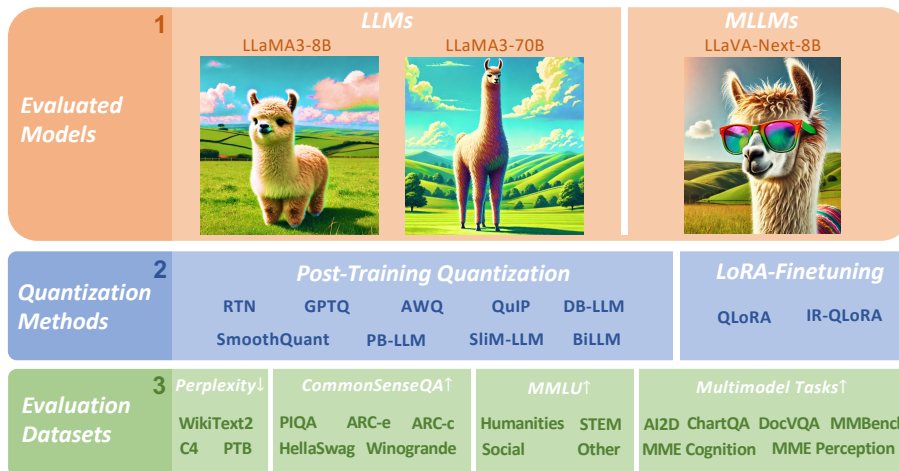 1
Evaluated
Models
LLMs
MLLMs
LLaMA3-8B
LLaMA3-70B
LLaVA-Next-8B
2
Quantization
Methods
Post-Training Quantization
LoRA-Finetuning
RTN GPTQ AWQ QuIP DB-LLM
SmoothQuant PB-LLM SliM-LLM BiLLM
QLoRA IR-QLoRA
3
Evaluation
Datasets
Perplexity↓
WikiText2
C4 PTB
CommonSenseQA↑
PIQA ARC-e ARC-c
HellaSwag Winogrande
MMLU↑
Humanities STEM
Social Other
Multimodel Tasks↑
AI2D ChartQA DocVQA MMBench
MME Cognition MME Perception